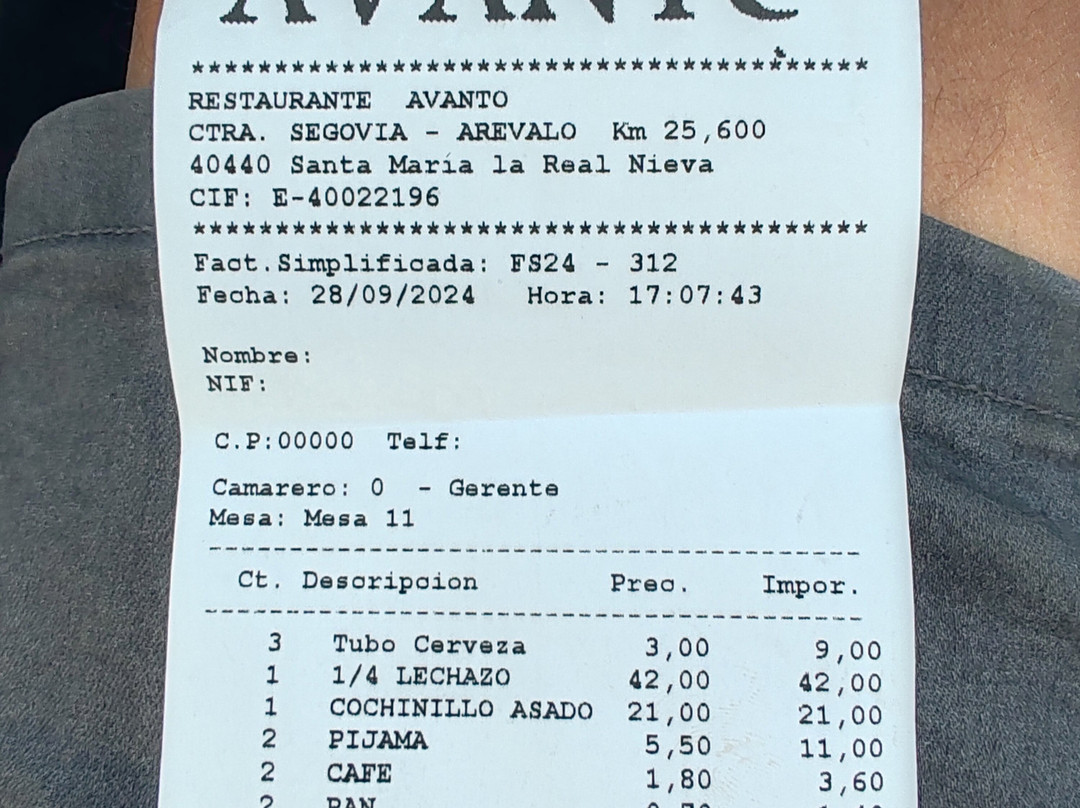 AVANTO
****************************************
RESTAURANTE AVANTO
CTRA. SEGOVIA - AREVALO Km 25,600
40440 Santa María la Real Nieva
CIF: E-40022196
****************************************
Fact.Simplificada: FS24 - 312
Fecha: 28/09/2024 Hora: 17:07:43
Nombre:
NIF:
C.P:00000 Telf:
Camarero: 0 - Gerente
Mesa: Mesa 11
Ct. Descripcion Prec. Impor.
3 Tubo Cerveza 3,00 9,00
1 1/4 LECHAZO 42,00 42,00
1 COCHINILLO ASADO 21,00 21,00
2 PIJAMA 5,50 11,00
2 CAFE 1,80 3,60
2 PAN